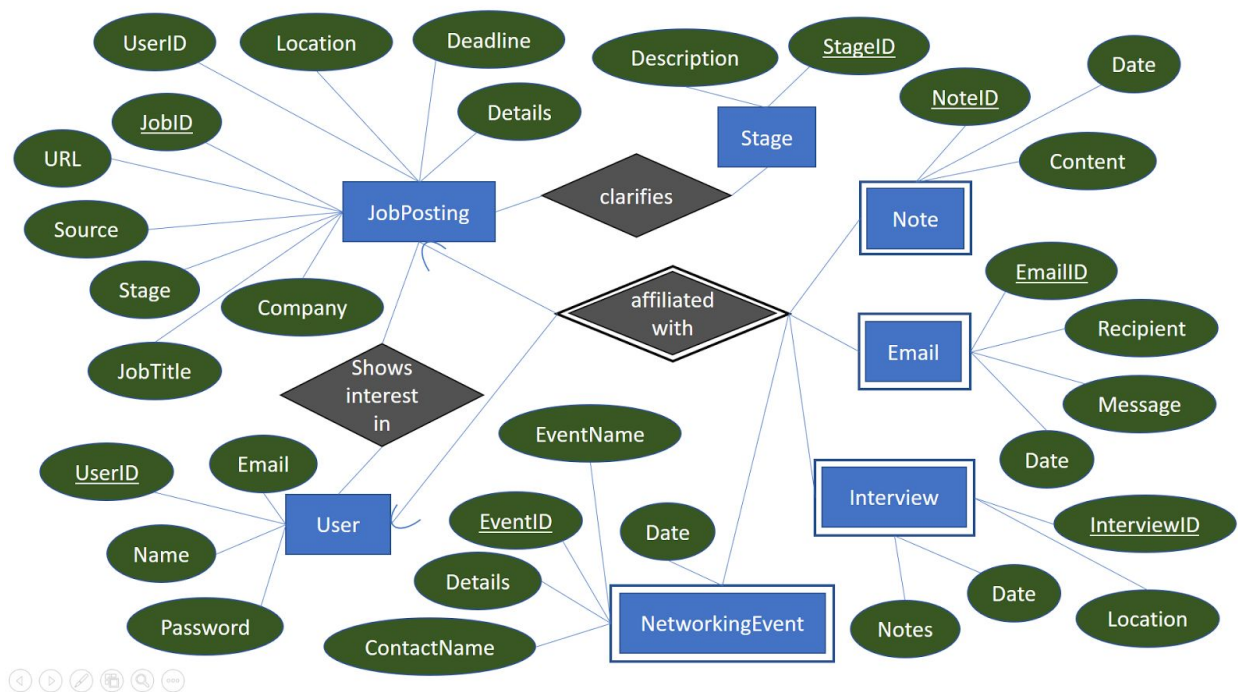 UserID
Location
Deadline
Description
StageID
Date
NoteID
Details
JobID
Stage
URL
Content
clarifies
JobPosting
Note
Source
EmailID
Stage
Company
affiliated
with
Recipient
Email
JobTitle
Shows
interest
in
Message
EventName
Date
UserID
Email
Interview
User
EventID
Date
InterviewID
Name
Details
Date
Location
Password
ContactName
NetworkingEvent
Notes